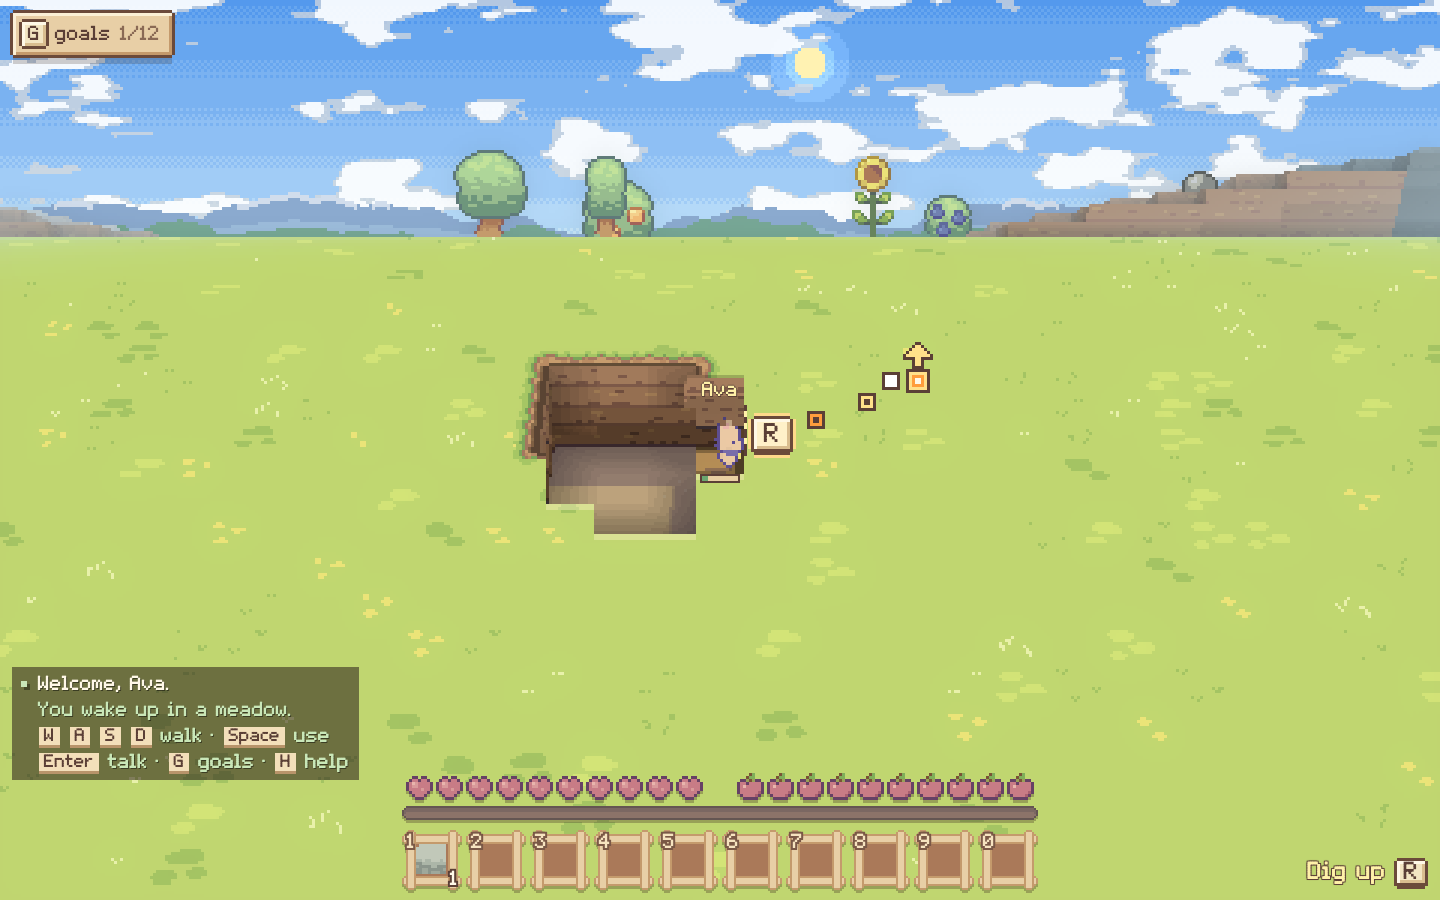 G goals 1/12
Ava
R
Welcome, Ava.
You wake up in a meadow.
W A S D walk · Space use
Enter talk · G goals · H help
1 2 3 4 5 6 7 8 9 0
1
Dig up R